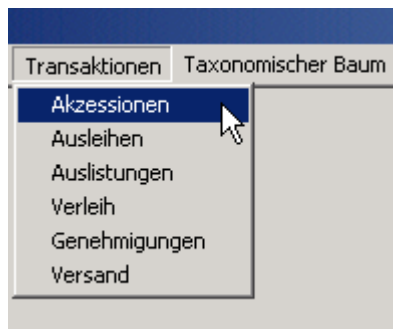 Transaktionen Taxonomischer Baum
Akzessionen
Ausleihen
Auslistungen
Verleih
Genehmigungen
Versand